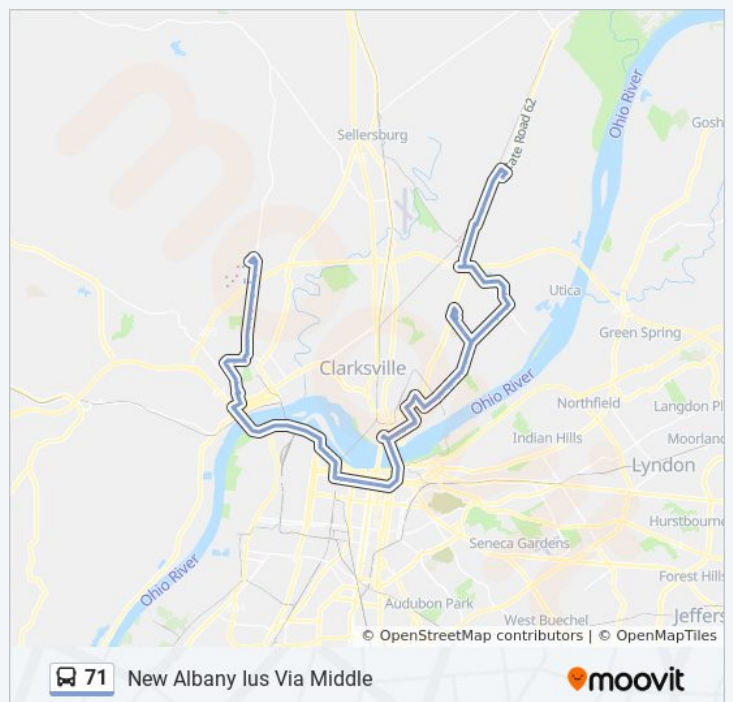 Sellersburg
State Road 62
Ohio River
Gosh
Utica
Green Spring
Clarksville
Ohio River
Northfield
Langdon Pl
Indian Hills
Moorlan
Lyndon
Hurstbourne
Seneca Gardens
Ohio River
Forest Hills
Audubon Park
West Buechel
Jeffers
© OpenStreetMap contributors | © OpenMapTiles
71 New Albany Ius Via Middle
moovit